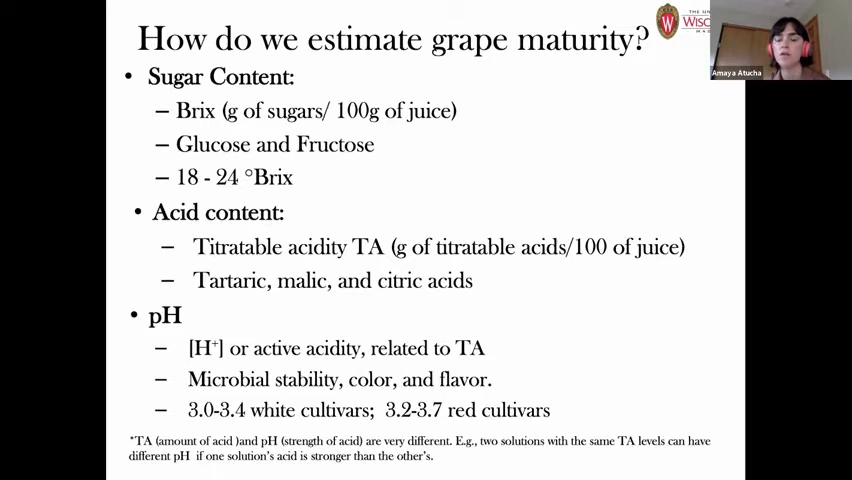 How do we estimate grape maturity?
THE UN
WISC
MA
Amaya Atucha
• Sugar Content:
– Brix (g of sugars/ 100g of juice)
– Glucose and Fructose
– 18 - 24 °Brix
• Acid content:
– Titratable acidity TA (g of titratable acids/100 of juice)
– Tartaric, malic, and citric acids
• pH
– [H+] or active acidity, related to TA
– Microbial stability, color, and flavor.
– 3.0-3.4 white cultivars; 3.2-3.7 red cultivars
*TA (amount of acid )and pH (strength of acid) are very different. E.g., two solutions with the same TA levels can have
different pH if one solution's acid is stronger than the other's.